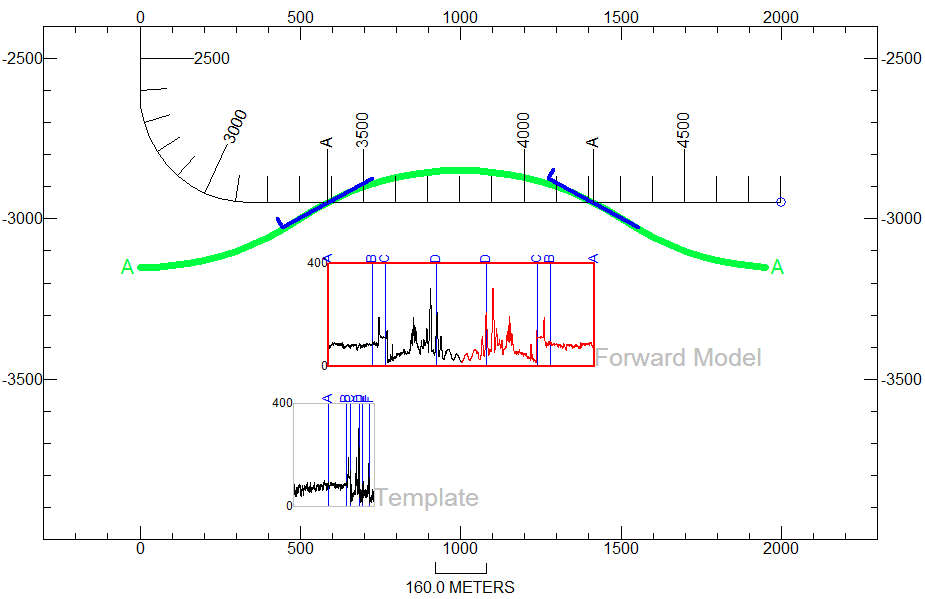 0 500 1000 1500 2000
-2500 2500 -2500
3000 A 3500 4000 A 4500
-3000 -3000
A A
400 A B C D D C B A
0 Forward Model
-3500 -3500
400 A B D
0 Template
0 500 1000 1500 2000
160.0 METERS